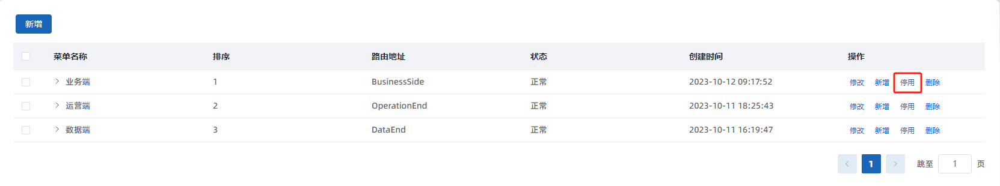 新增
菜单名称 排序 路由地址 状态 创建时间 操作
业务端 1 BusinessSide 正常 2023-10-12 09:17:52 修改 新增 停用 删除
运营端 2 OperationEnd 正常 2023-10-11 18:25:43 修改 新增 停用 删除
数据端 3 DataEnd 正常 2023-10-11 16:19:47 修改 新增 停用 删除
1 跳至 1 页